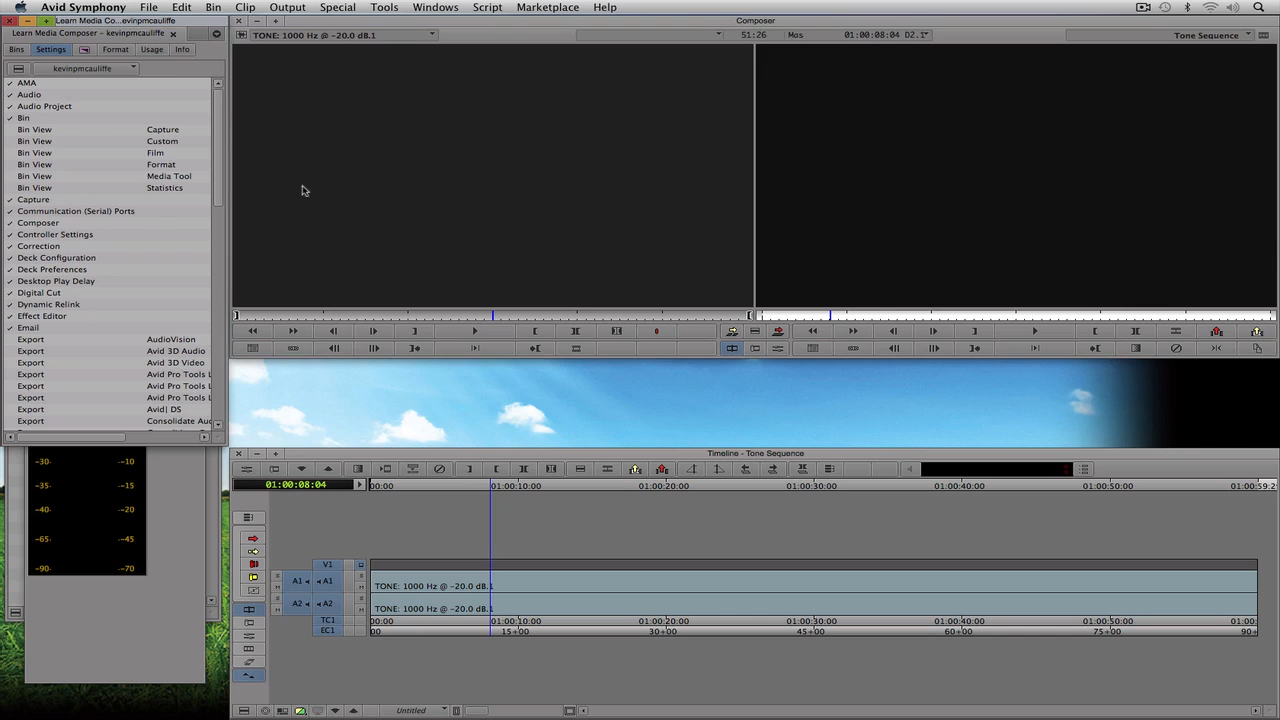 Avid Symphony File Edit Bin Clip Output Special Tools Windows Script Marketplace Help
Learn Media Co...evinpmcauliffe
Learn Media Composer - kevinpmcauliffe
Bins Settings Format Usage Info
kevinpmcauliffe
AMA
Audio
Audio Project
Bin
Bin View Capture
Bin View Custom
Bin View Film
Bin View Format
Bin View Media Tool
Bin View Statistics
Capture
Communication (Serial) Ports
Composer
Controller Settings
Correction
Deck Configuration
Deck Preferences
Desktop Play Delay
Digital Cut
Dynamic Relink
Effect Editor
Email
Export AudioVision
Export Avid 3D Audio
Export Avid 3D Video
Export Avid Pro Tools L
Export Avid Pro Tools L
Export Avid Pro Tools L
Export Avid| DS
Export Consolidate Aud
-30 -10
-35 -15
-40 -20
-65 -45
-90 -70
Composer
TONE: 1000 Hz @ -20.0 dB.1 51:26 Mas 01:00:08:04 D2.1 Tone Sequence
Timeline - Tone Sequence
01:00:08:04 00:00 01:00:10:00 01:00:20:00 01:00:30:00 01:00:40:00 01:00:50:00 01:00:59:2
V1
A1 A1 TONE: 1000 Hz @ -20.0 dB.1
A2 A2 TONE: 1000 Hz @ -20.0 dB.1
TC1 00:00 01:00:10:00 01:00:20:00 01:00:30:00 01:00:40:00 01:00:50:00 01:00:
EC1 00 15+00 30+00 45+00 60+00 75+00 90+
Untitled